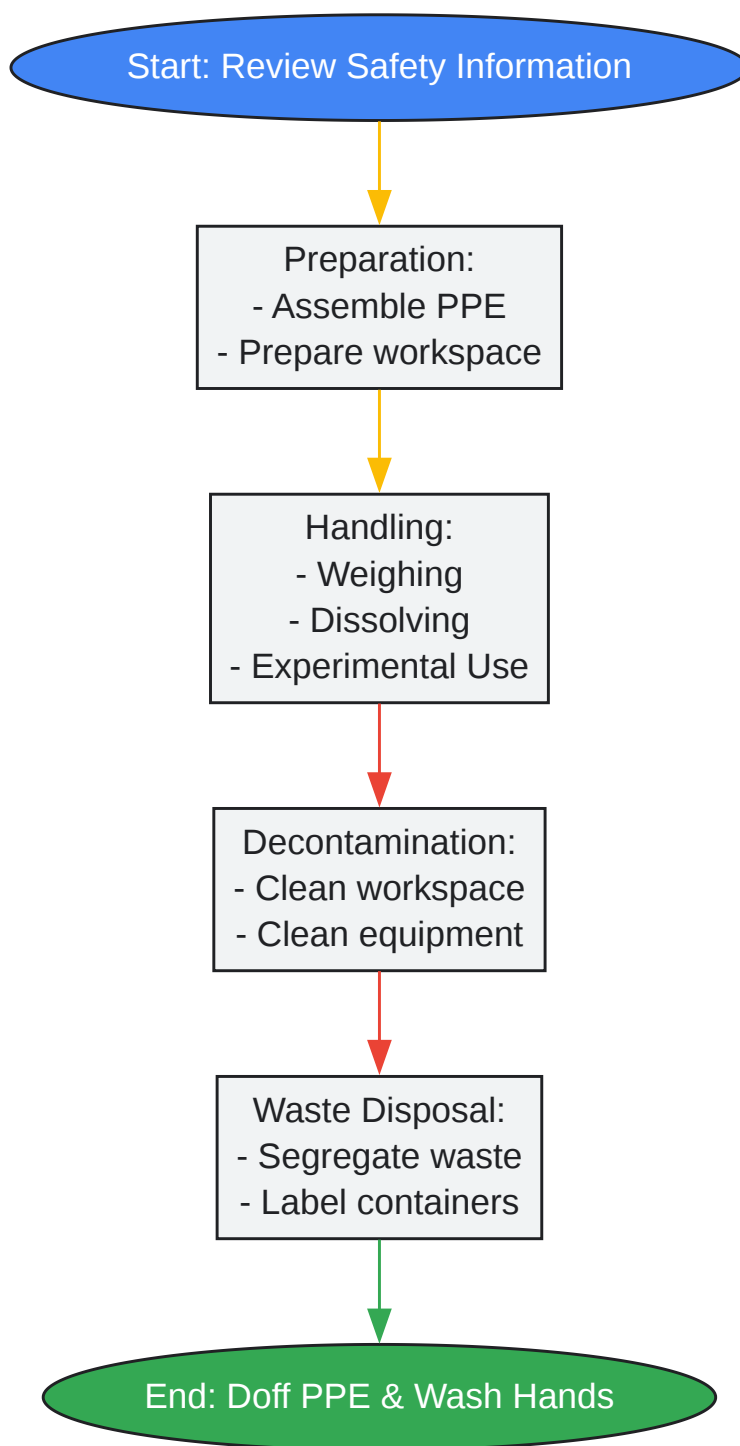 Start: Review Safety Information
Preparation:
- Assemble PPE
- Prepare workspace
Handling:
- Weighing
- Dissolving
- Experimental Use
Decontamination:
- Clean workspace
- Clean equipment
Waste Disposal:
- Segregate waste
- Label containers
End: Doff PPE & Wash Hands